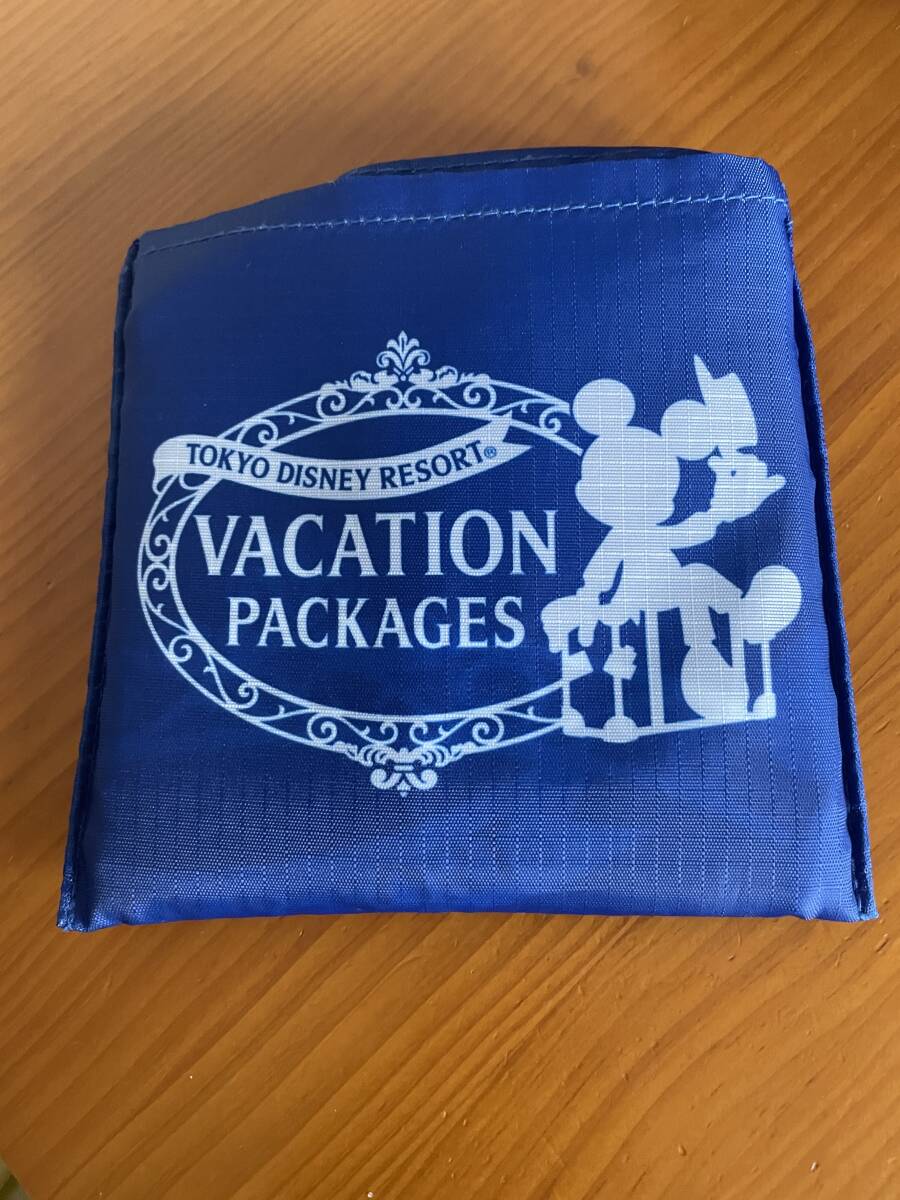 TOKYO DISNEY RESORT®
VACATION
PACKAGES